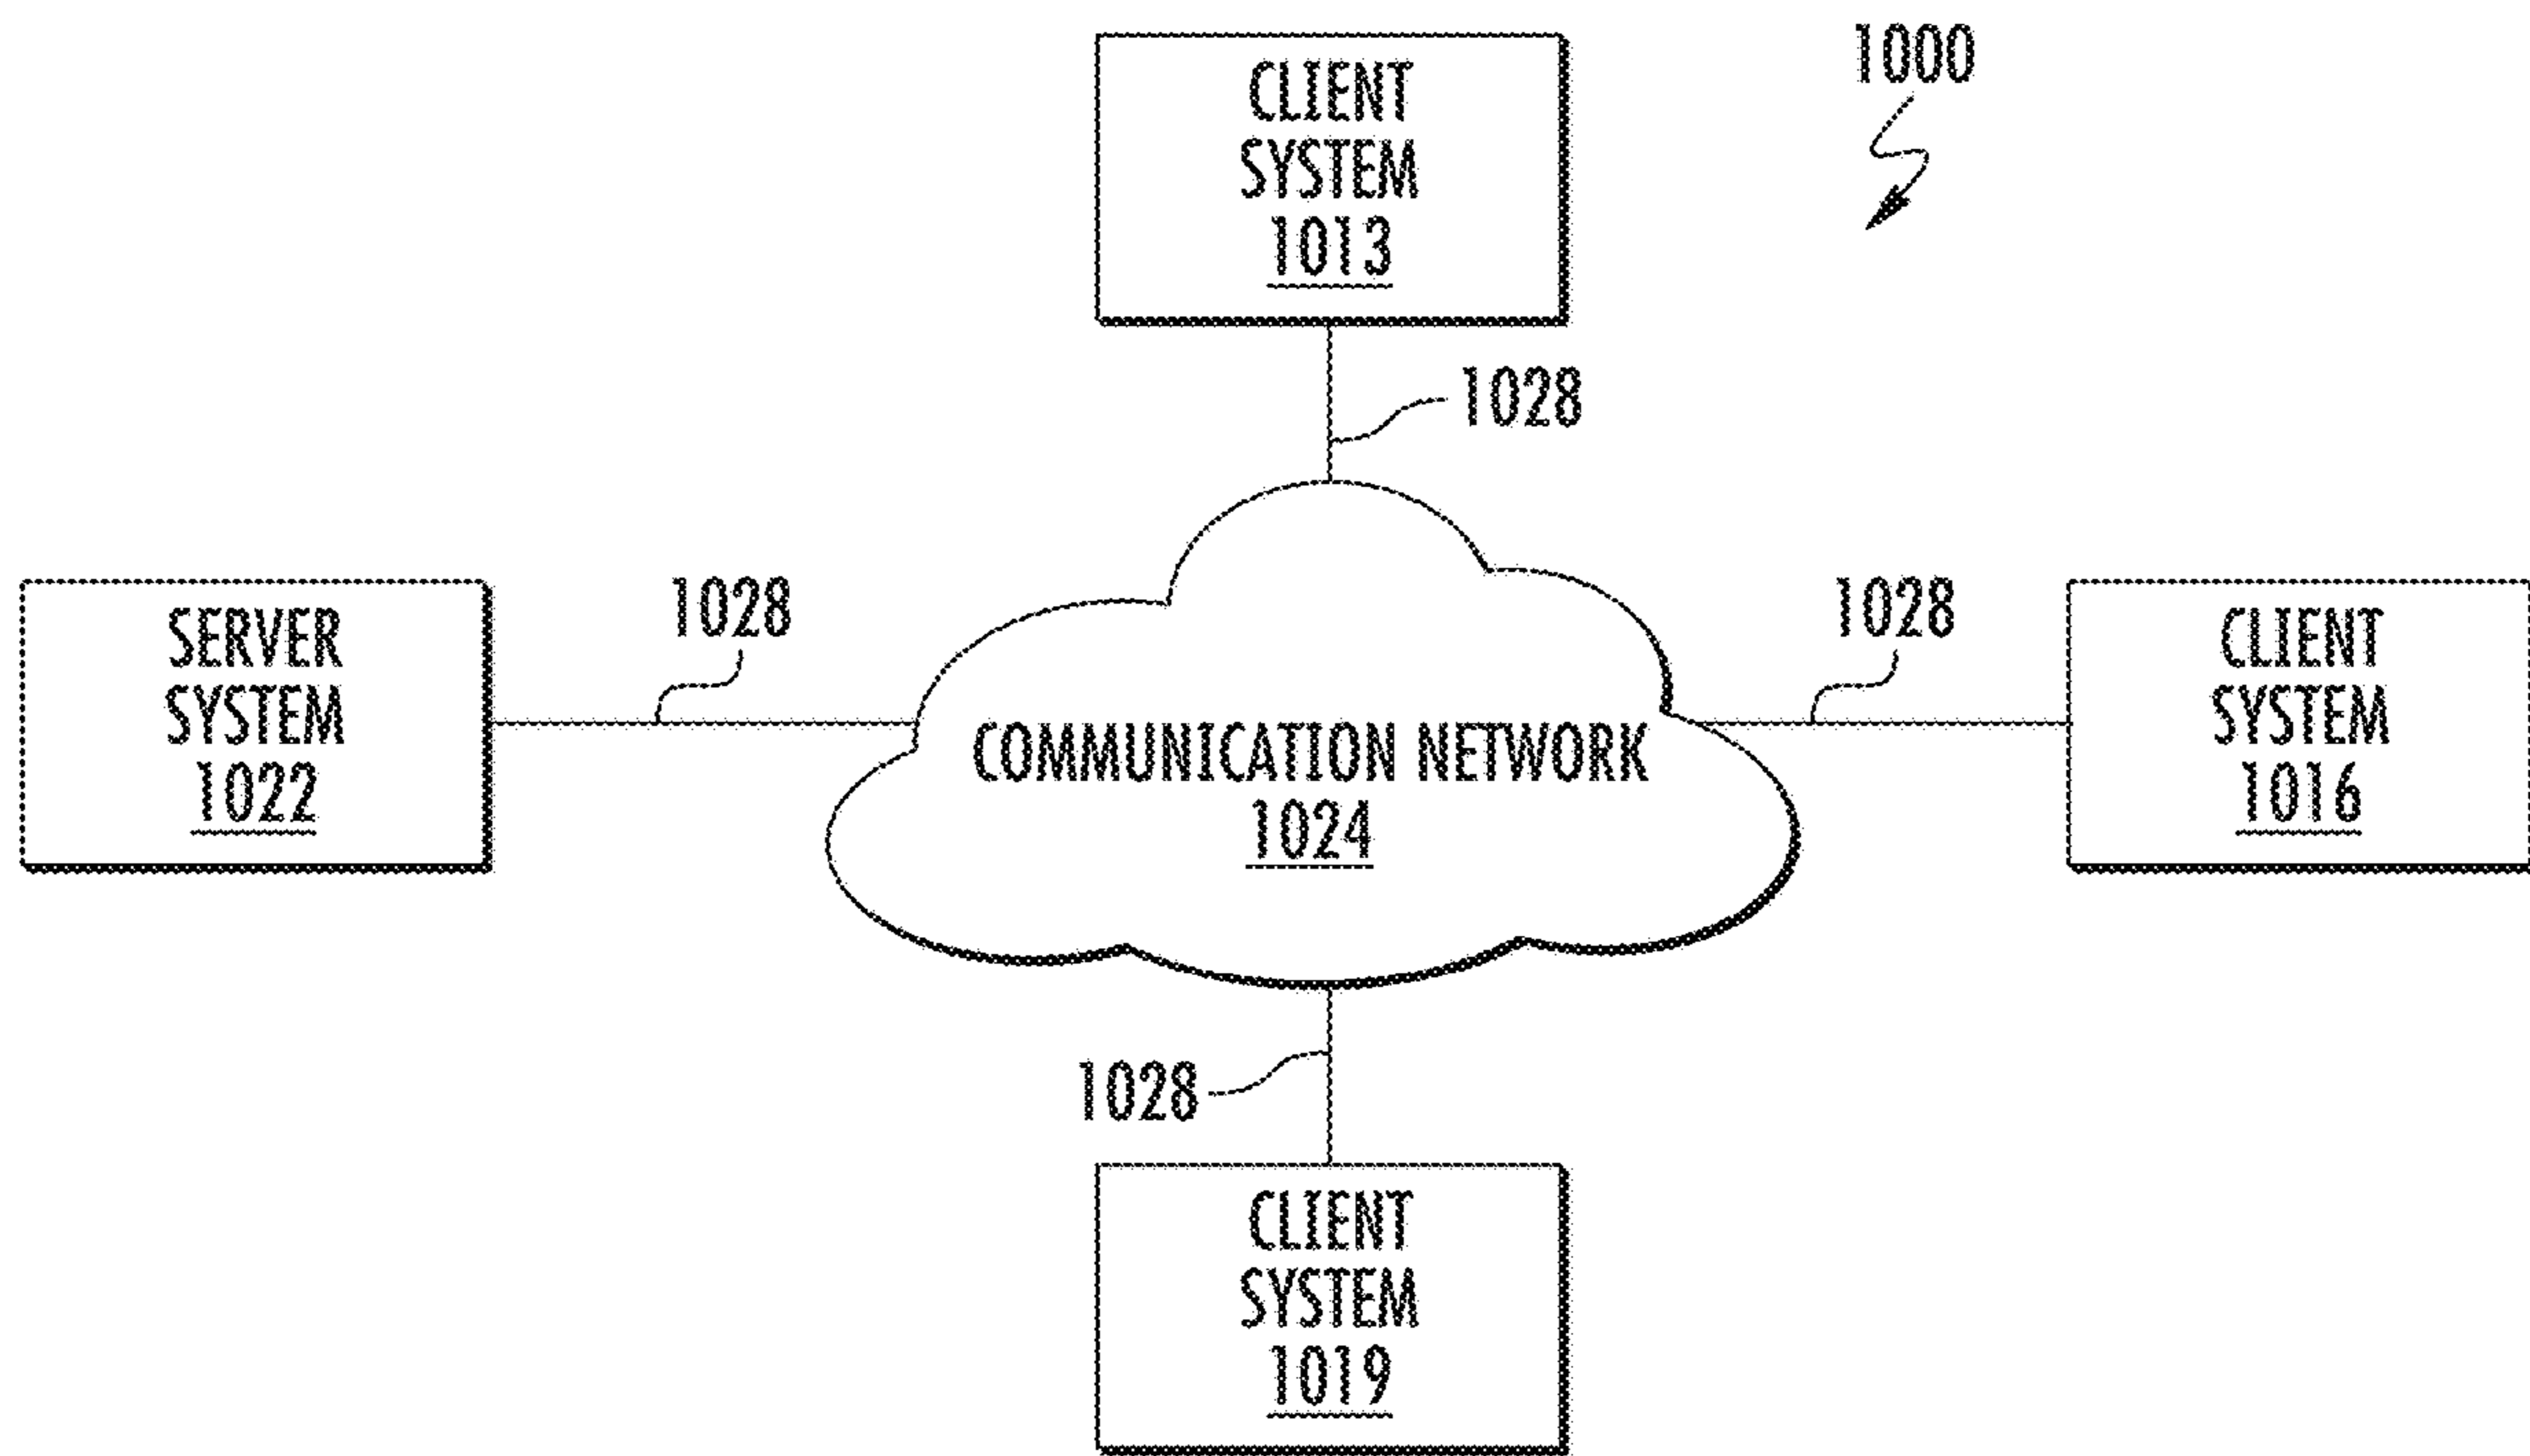 1000
CLIENT
SYSTEM
1013
1028
SERVER
SYSTEM
1022
1028
COMMUNICATION NETWORK
1024
1028
CLIENT
SYSTEM
1016
1028
CLIENT
SYSTEM
1019